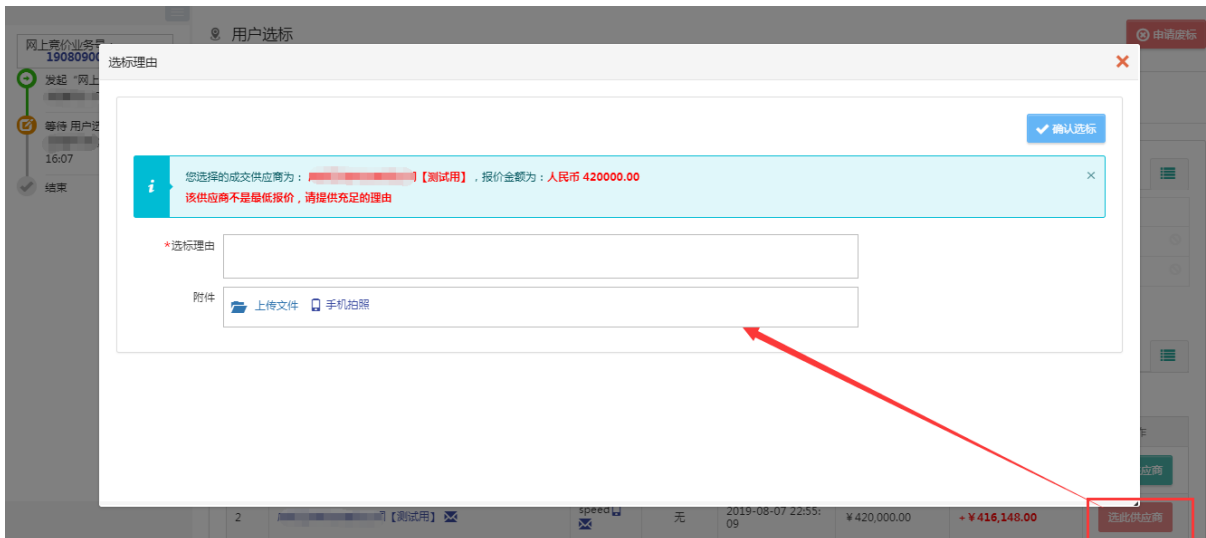 用户选标
申请废标
网上竞价业务号
19080900
选标理由
发起 "网上
等待 用户选
16:07
结束
确认选标
您选择的成交供应商为：【测试用】，报价金额为：人民币 420000.00
该供应商不是最低报价，请提供充足的理由
*选标理由
附件
上传文件 手机拍照
应商
2 【测试用】 speed 无 2019-08-07 22:55:09 ¥420,000.00 + ¥416,148.00 选此供应商